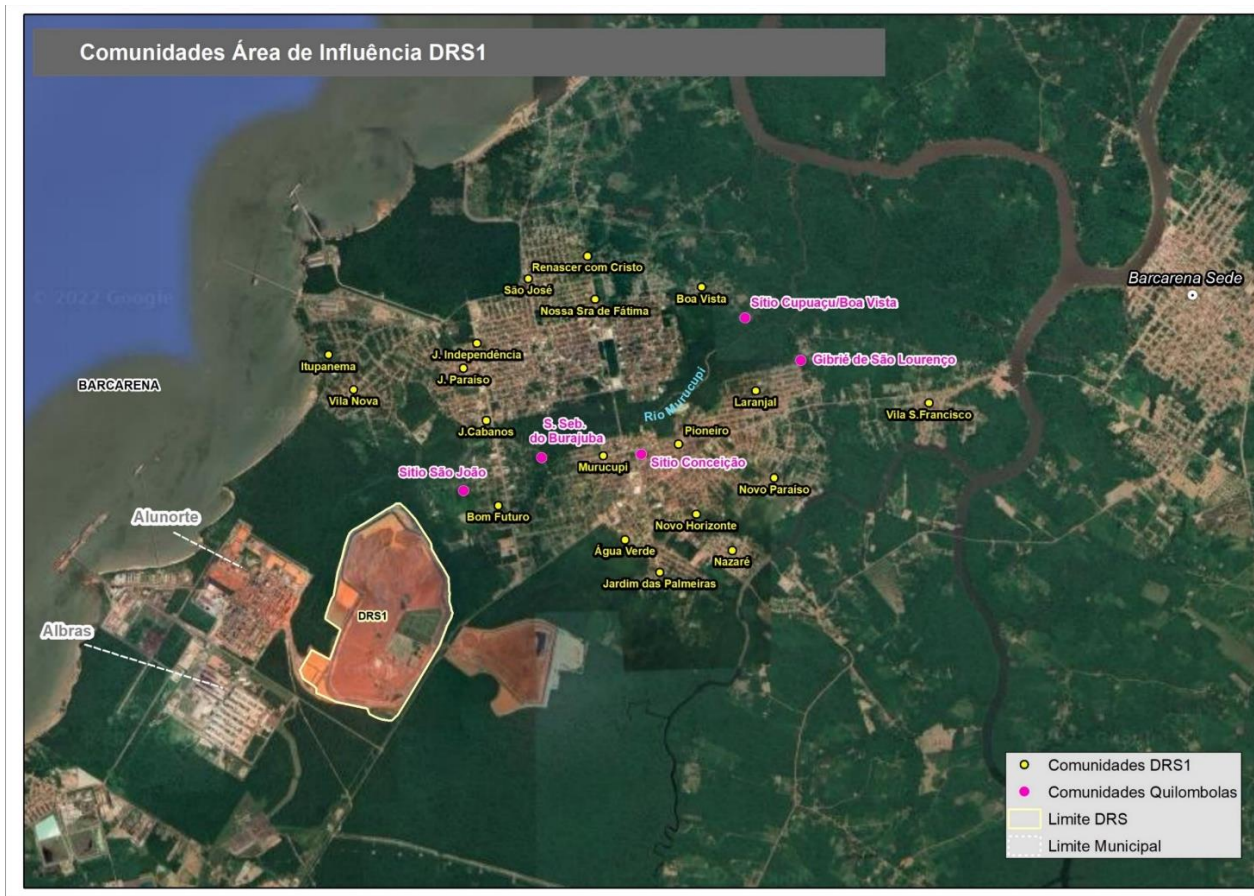 Comunidades Área de Influência DRS1
Renascer com Cristo
São José
Boa Vista
Nossa Sra de Fátima
Sítio Cupuaçu/Boa Vista
Barcarena Sede
© 2022 Google
J. Independência
Itupanema
J. Paraíso
Gibrié de São Lourenço
BARCARENA
Vila Nova
Rio Murucupi
Laranjal
Vila S.Francisco
J.Cabanos
S. Seb.
do Burajuba
Pioneiro
Murucupi
Sítio Conceição
Sítio São João
Novo Paraíso
Bom Futuro
Novo Horizonte
Alunorte
Água Verde
Nazaré
Jardim das Palmeiras
DRS1
Albras
Comunidades DRS1
Comunidades Quilombolas
Limite DRS
Limite Municipal